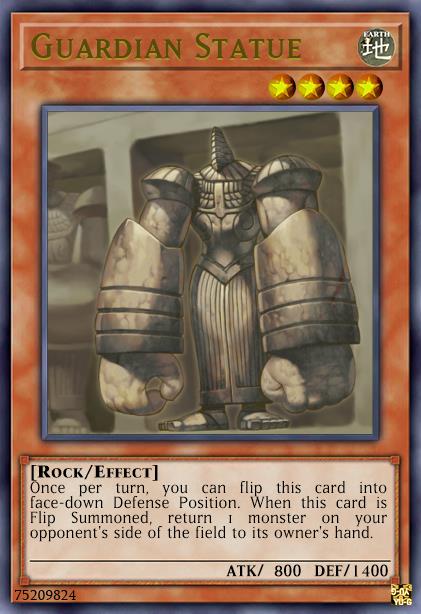 GUARDIAN STATUE
EARTH
地
[ROCK/EFFECT]
Once per turn, you can flip this card into
face-down Defense Position. When this card is
Flip Summoned, return 1 monster on your
opponent's side of the field to its owner's hand.
ATK/ 800 DEF/1400
75209824